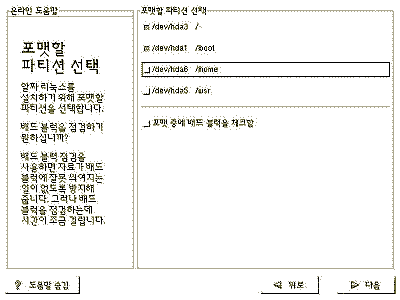 온라인 도움말
포맷할
파티션 선택
알짜 리눅스를
설치하기 위해 포맷할
파티션을 선택합니다.
배드 블럭을 점검하기
원하십니까?
배드 블럭 점검을
사용하면 자료가 배드
블럭에 잘못 씌여지는
일이 없도록 방지해
줍니다. 그러나 배드
블럭을 점검하는데
시간이 조금 걸립니다.
포맷할 파티션 선택
/dev/hda3 /
/dev/hda1 /boot
/dev/hda6 /home
/dev/hda5 /usr
포맷 중에 배드 블럭을 체크함
? 도움말 숨김
뒤로
다음